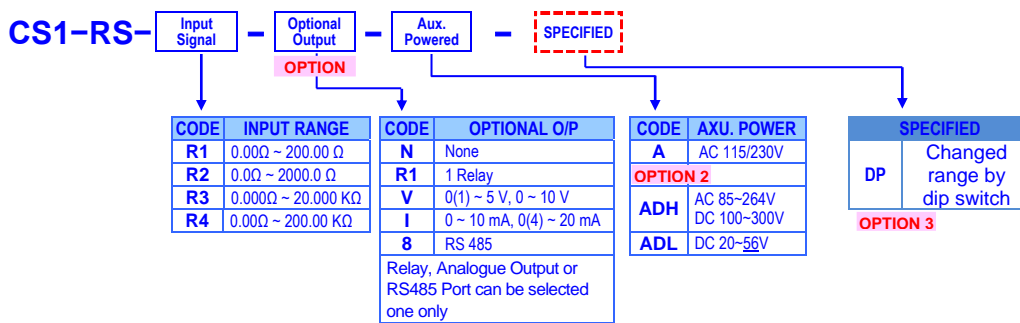 CS1-RS- Input Signal - Optional Output - Aux. Powered - SPECIFIED
OPTION
CODE INPUT RANGE
R1 0.00Ω ~ 200.00 Ω
R2 0.0Ω ~ 2000.0 Ω
R3 0.000Ω ~ 20.000 KΩ
R4 0.00Ω ~ 200.00 KΩ
CODE OPTIONAL O/P
N None
R1 1 Relay
V 0(1) ~ 5 V, 0 ~ 10 V
I 0 ~ 10 mA, 0(4) ~ 20 mA
8 RS 485
Relay, Analogue Output or
RS485 Port can be selected
one only
CODE AXU. POWER
A AC 115/230V
OPTION 2
ADH AC 85~264V
DC 100~300V
ADL DC 20~56V
SPECIFIED
DP Changed
range by
dip switch
OPTION 3